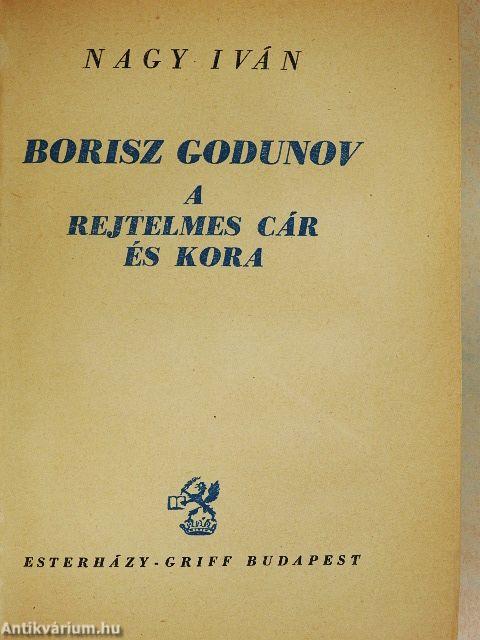 NAGY IVÁN
BORISZ GODUNOV
A
REJTELMES CÁR
ÉS KORA
ESTERHÁZY-GRIFF BUDAPEST
Antikvárium.hu